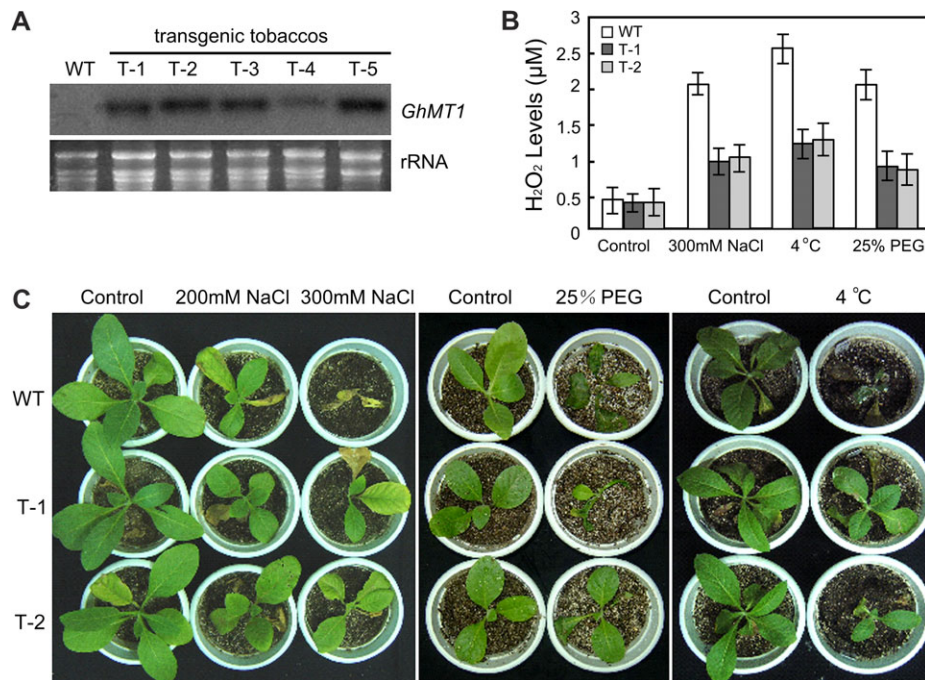 A
transgenic tobaccos
WT T-1 T-2 T-3 T-4 T-5
GhMT1
rRNA
B
H₂O₂ Levels (µM)
3
2.5
2
1.5
1
0.5
0
WT
T-1
T-2
Control 300mM NaCl 4 °C 25% PEG
C
Control 200mM NaCl 300mM NaCl Control 25% PEG Control 4 °C
WT
T-1
T-2